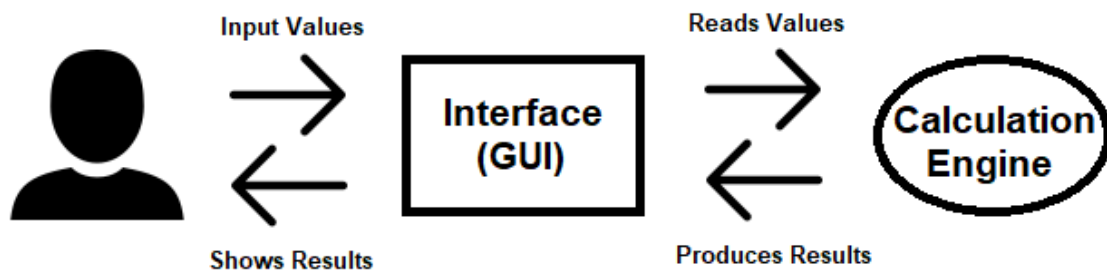 Input Values
Reads Values
Interface
(GUI)
Calculation
Engine
Shows Results
Produces Results